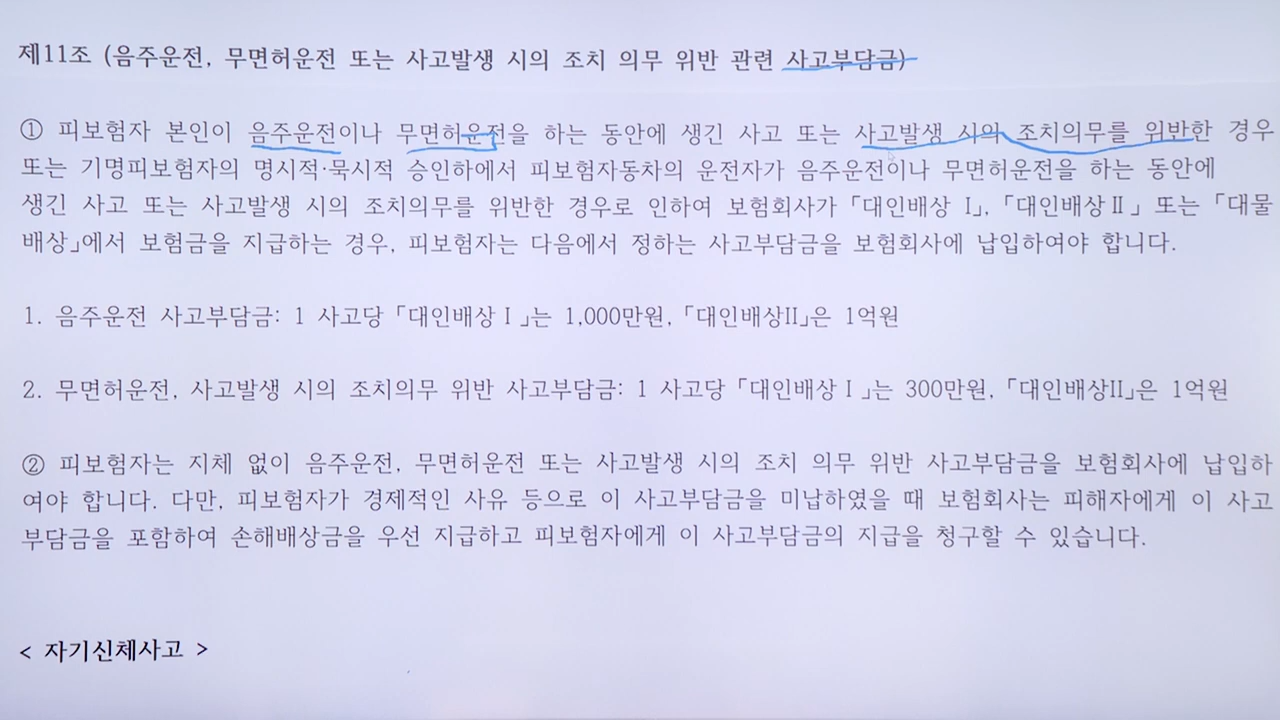 제11조 (음주운전, 무면허운전 또는 사고발생 시의 조치 의무 위반 관련 사고부담금)
① 피보험자 본인이 음주운전이나 무면허운전을 하는 동안에 생긴 사고 또는 사고발생 시의 조치의무를 위반한 경우
또는 기명피보험자의 명시적·묵시적 승인하에서 피보험자동차의 운전자가 음주운전이나 무면허운전을 하는 동안에
생긴 사고 또는 사고발생 시의 조치의무를 위반한 경우로 인하여 보험회사가 「대인배상 Ⅰ」, 「대인배상Ⅱ」 또는 「대물
배상」에서 보험금을 지급하는 경우, 피보험자는 다음에서 정하는 사고부담금을 보험회사에 납입하여야 합니다.
1. 음주운전 사고부담금: 1 사고당 「대인배상Ⅰ」는 1,000만원, 「대인배상II」은 1억원
2. 무면허운전, 사고발생 시의 조치의무 위반 사고부담금: 1 사고당 「대인배상Ⅰ」는 300만원, 「대인배상II」은 1억원
② 피보험자는 지체 없이 음주운전, 무면허운전 또는 사고발생 시의 조치 의무 위반 사고부담금을 보험회사에 납입하
여야 합니다. 다만, 피보험자가 경제적인 사유 등으로 이 사고부담금을 미납하였을 때 보험회사는 피해자에게 이 사고
부담금을 포함하여 손해배상금을 우선 지급하고 피보험자에게 이 사고부담금의 지급을 청구할 수 있습니다.
< 자기신체사고 >